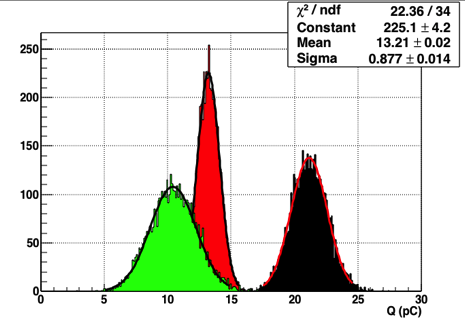 χ² / ndf 22.36 / 34
Constant 225.1 ± 4.2
Mean 13.21 ± 0.02
Sigma 0.877 ± 0.014
250
200
150
100
50
0
0 5 10 15 20 25 30
Q (pC)